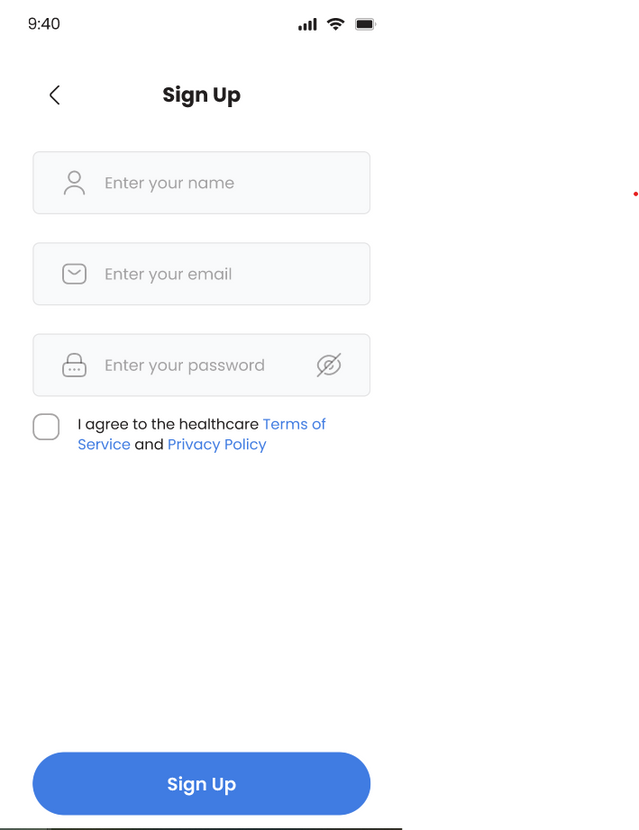 9:40
Sign Up
Enter your name
Enter your email
Enter your password
I agree to the healthcare Terms of
Service and Privacy Policy
Sign Up